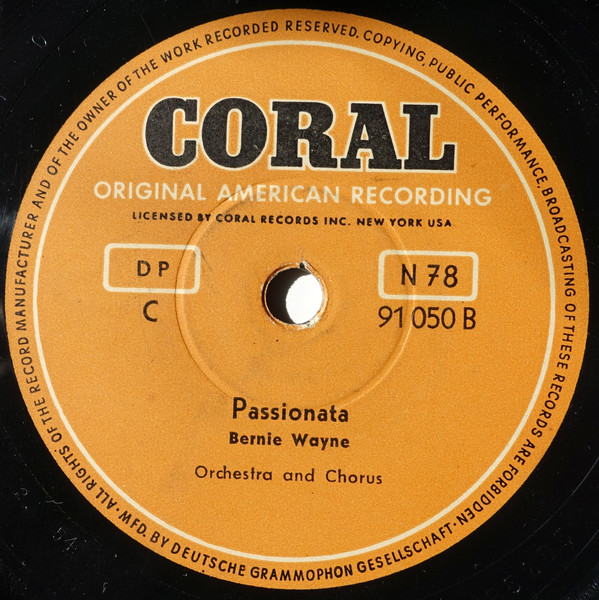 ALL RIGHTS OF THE RECORD MANUFACTURER AND OF THE OWNER OF THE WORK RECORDED RESERVED. COPYING, PUBLIC PERFORMANCE, BROADCASTING OF THESE RECORDS ARE FORBIDDEN
CORAL
ORIGINAL AMERICAN RECORDING
LICENSED BY CORAL RECORDS INC. NEW YORK USA
DP
N 78
C
91 050 B
Passionata
Bernie Wayne
Orchestra and Chorus
· MFD. BY DEUTSCHE GRAMMOPHON GESELLSCHAFT ·